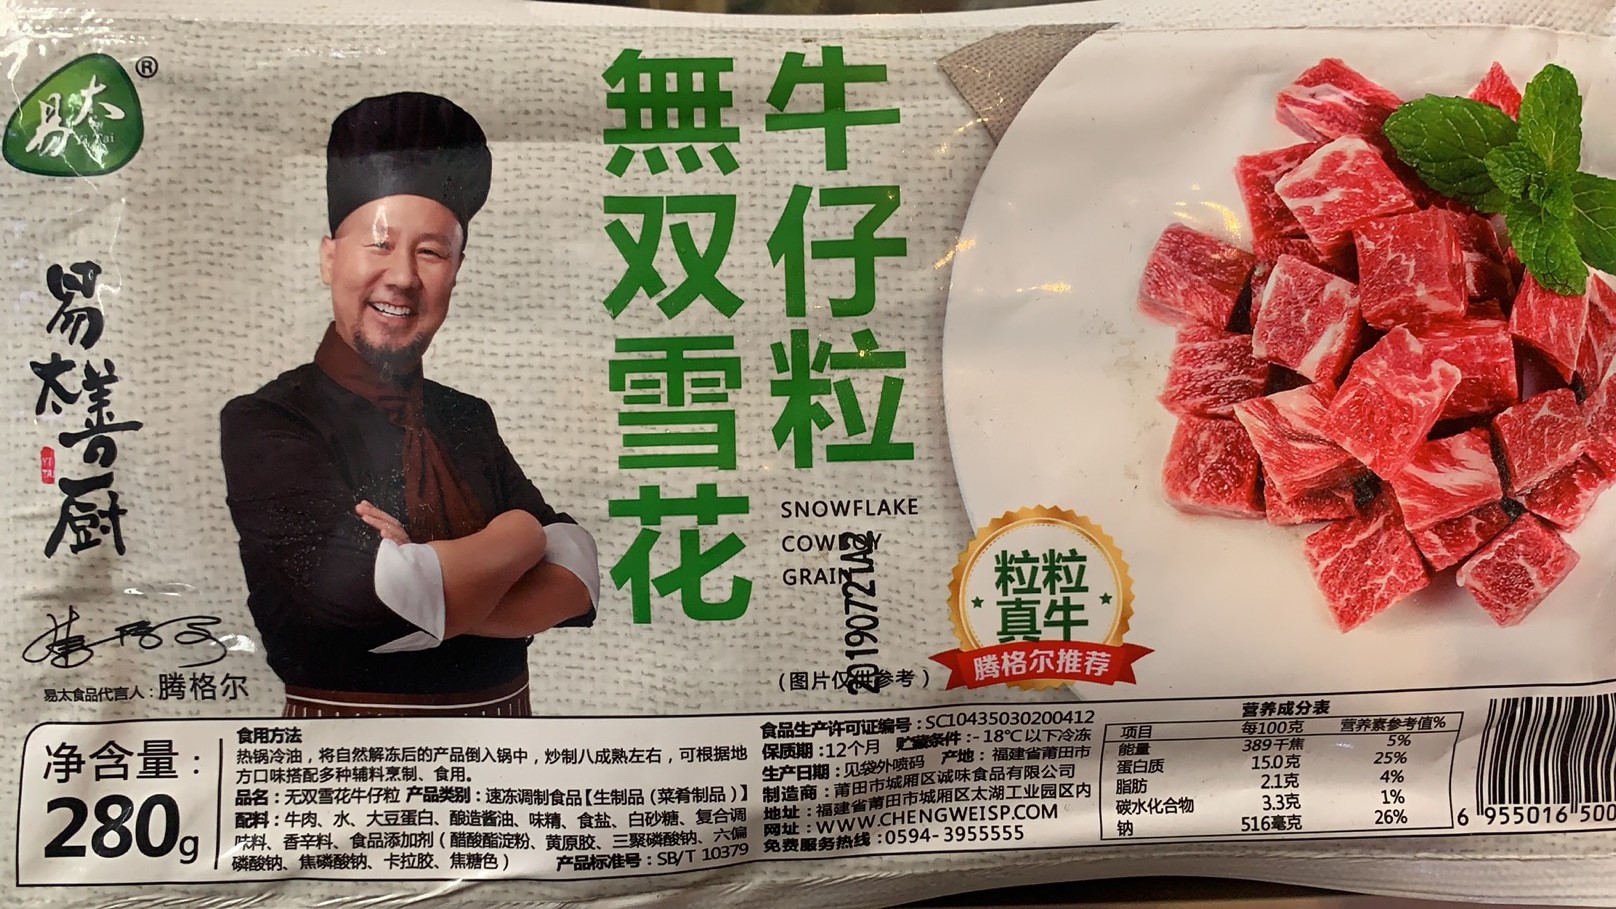 易太
Yi Tai
®
易太善厨
YI TAI
易太食品代言人：腾格尔
無双雪花
牛仔粒
SNOWFLAKE
COWBOY
GRAIN
20190727LA2
(图片仅供参考)
粒粒
真牛
腾格尔推荐
净含量：
280g
食用方法
热锅冷油，将自然解冻后的产品倒入锅中，炒制八成熟左右，可根据地
方口味搭配多种辅料烹制、食用。
品名：无双雪花牛仔粒 产品类别：速冻调制食品【生制品（菜肴制品）】
配料：牛肉、水、大豆蛋白、酿造酱油、味精、食盐、白砂糖、复合调
味料、香辛料、食品添加剂（醋酸酯淀粉、黄原胶、三聚磷酸钠、六偏
磷酸钠、焦磷酸钠、卡拉胶、焦糖色） 产品标准号：SB/T 10379
食品生产许可证编号：SC10435030200412
保质期：12个月 贮藏条件：-18℃以下冷冻
生产日期：见袋外喷码 产地：福建省莆田市
制造商：莆田市城厢区诚味食品有限公司
地址：福建省莆田市城厢区太湖工业园区内
网址：WWW.CHENGWEISP.COM
免费服务热线：0594-3955555
营养成分表
项目 每100克 营养素参考值%
能量 389千焦 5%
蛋白质 15.0克 25%
脂肪 2.1克 4%
碳水化合物 3.3克 1%
钠 516毫克 26%
6 955016 500